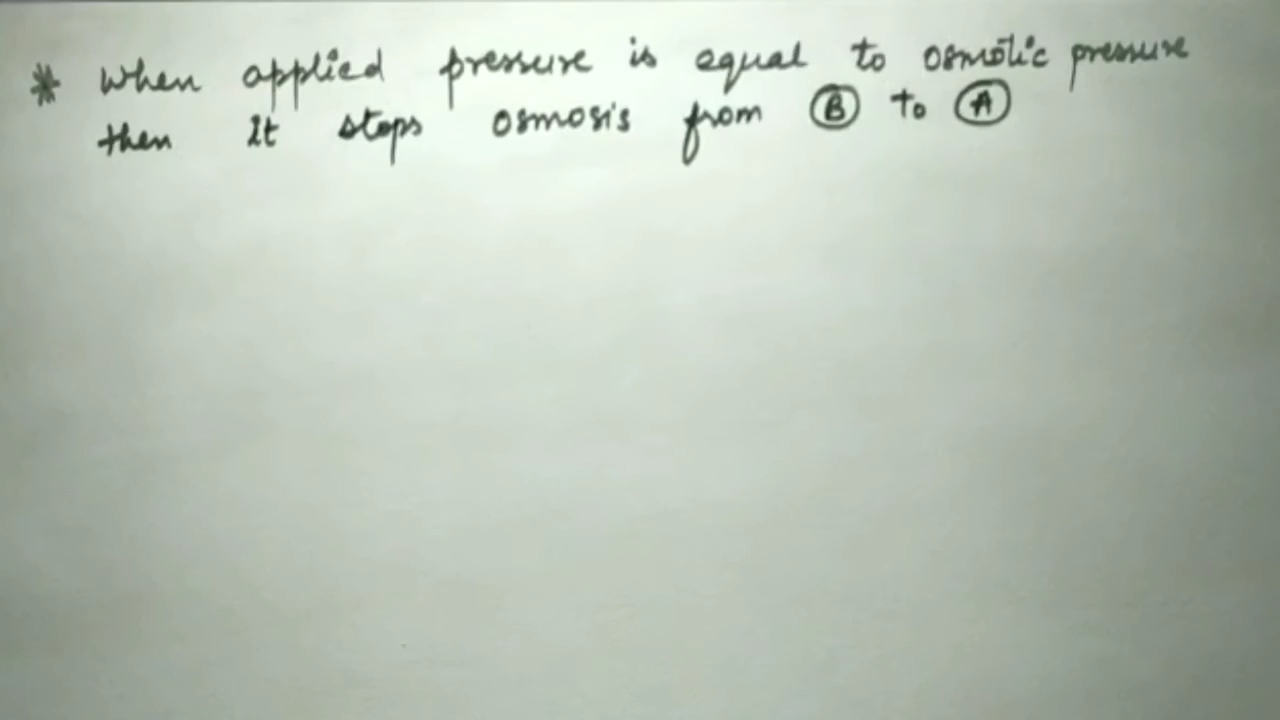 * When applied pressure is equal to osmotic pressure
then It stops osmosis from B to A